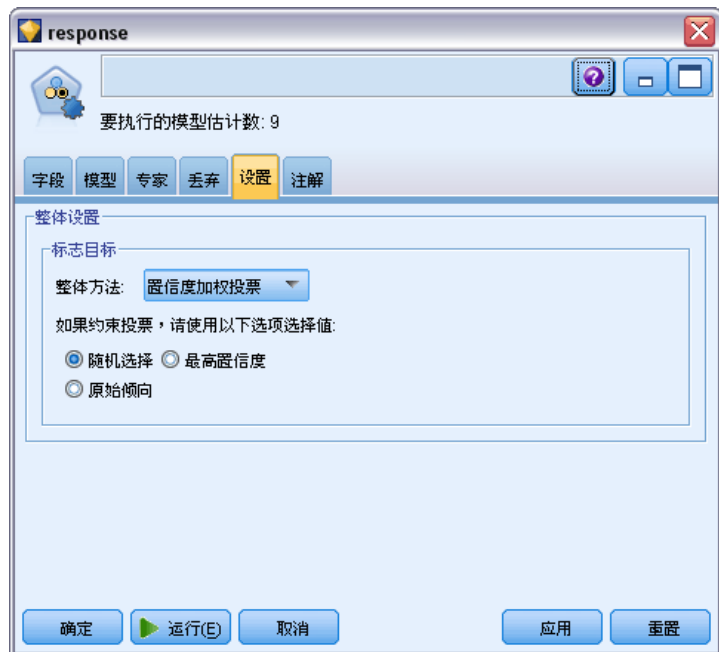 response
要执行的模型估计数: 9
字段 模型 专家 丢弃 设置 注解
整体设置
标志目标
整体方法: 置信度加权投票
如果约束投票，请使用以下选项选择值:
随机选择 最高置信度
原始倾向
确定 运行(E) 取消 应用 重置